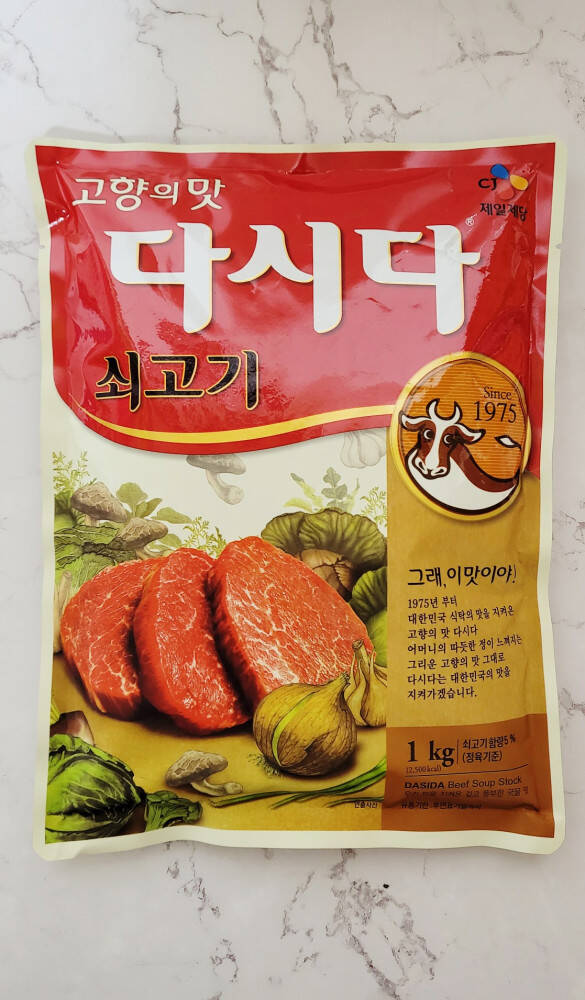 고향의 맛
CJ
제일제당
다시다
®
쇠고기
Since
1975
그래, 이맛이야!
1975년 부터
대한민국 식탁의 맛을 지켜온
고향의 맛 다시다
어머니의 따듯한 정이 느껴지는
그리운 고향의 맛 그대로
다시다는 대한민국의 맛을
지켜가겠습니다.
1 kg
(2,500 kcal)
쇠고기함량5%
(정육기준)
DASIDA Beef Soup Stock
연출사진